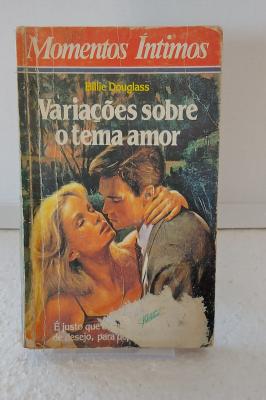 Momentos Íntimos
Billie Douglass
Variações sobre
o tema amor
É justo que
de desejo, para